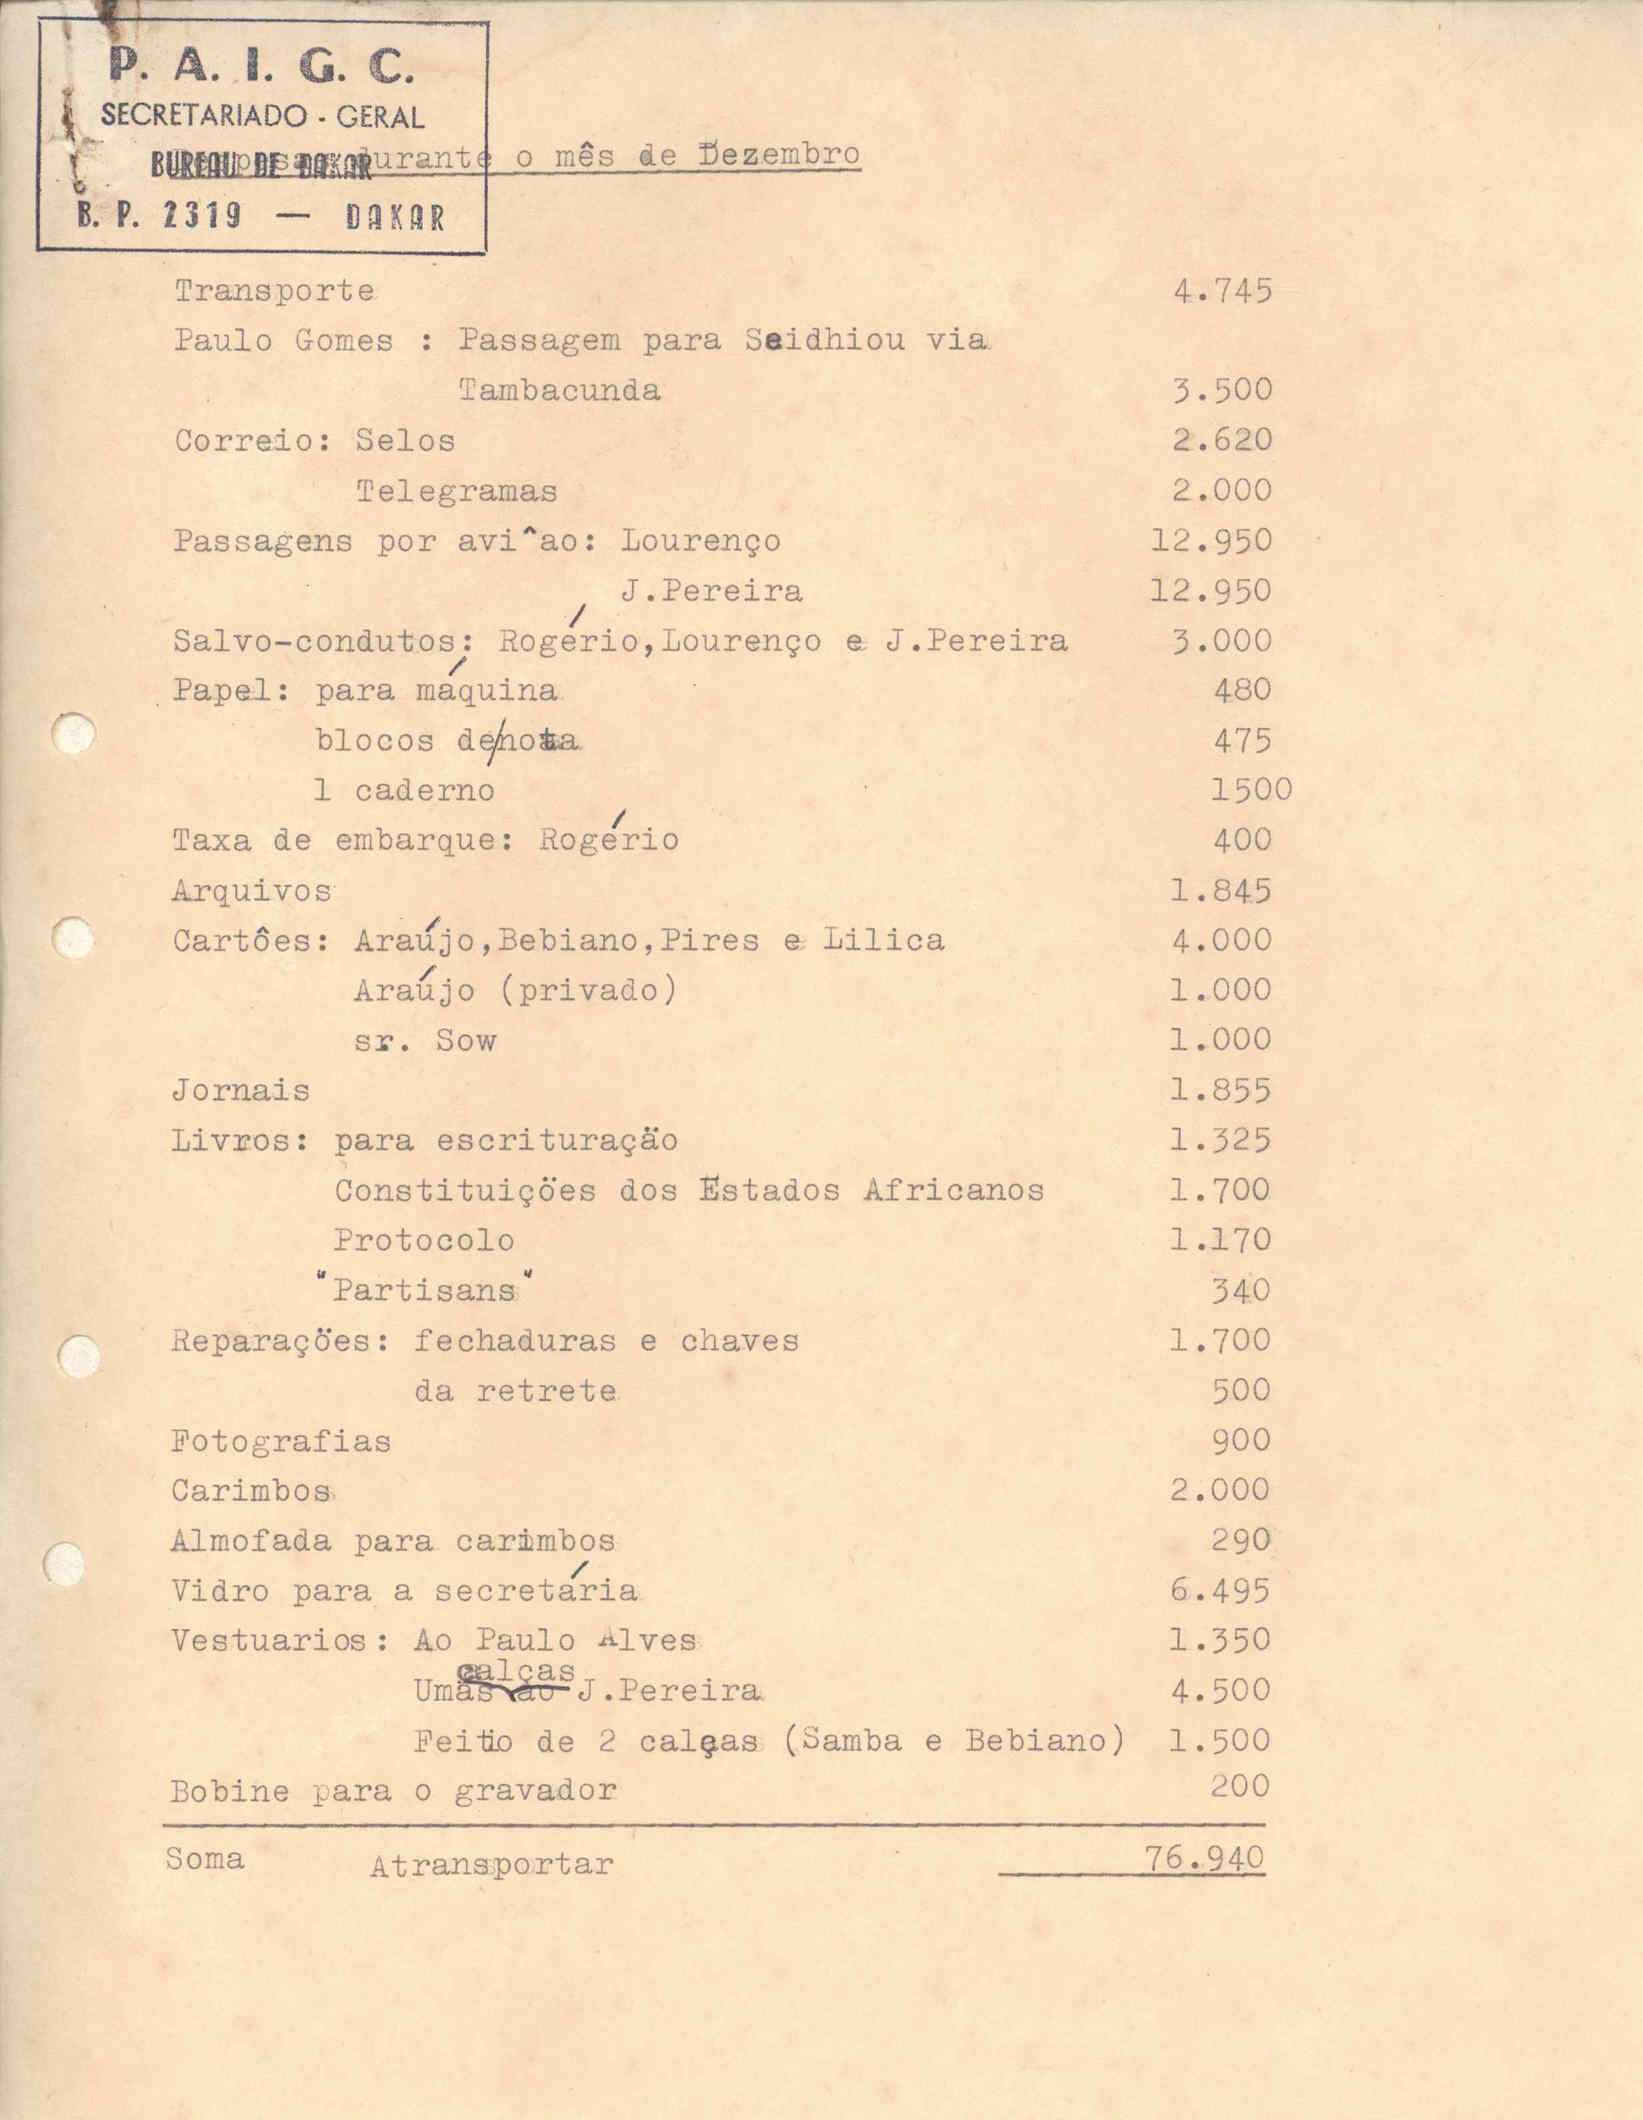 P. A. I. G. C.
SECRETARIADO - GERAL
BUREAU DE DAKAR
B. P. 2319 — DAKAR
durante o mês de Dezembro
Transporte 4.745
Paulo Gomes : Passagem para Seidhiou via
Tambacunda 3.500
Correio: Selos 2.620
Telegramas 2.000
Passagens por avi^ao: Lourenço 12.950
J.Pereira 12.950
Salvo-condutos: Rogério,Lourenço e J.Pereira 3.000
Papel: para máquina 480
blocos de/nota 475
1 caderno 1500
Taxa de embarque: Rogério 400
Arquivos 1.845
Cartôes: Araújo,Bebiano,Pires e Lilica 4.000
Araújo (privado) 1.000
sr. Sow 1.000
Jornais 1.855
Livros: para escrituraçäo 1.325
Constituiçöes dos Estados Africanos 1.700
Protocolo 1.170
"Partisans" 340
Reparaçöes: fechaduras e chaves 1.700
da retrete 500
Fotografias 900
Carimbos 2.000
Almofada para carimbos 290
Vidro para a secretária 6.495
Vestuarios: Ao Paulo Alves 1.350
calças
Umas ao J.Pereira 4.500
Feitio de 2 calças (Samba e Bebiano) 1.500
Bobine para o gravador 200
Soma Atransportar 76.940